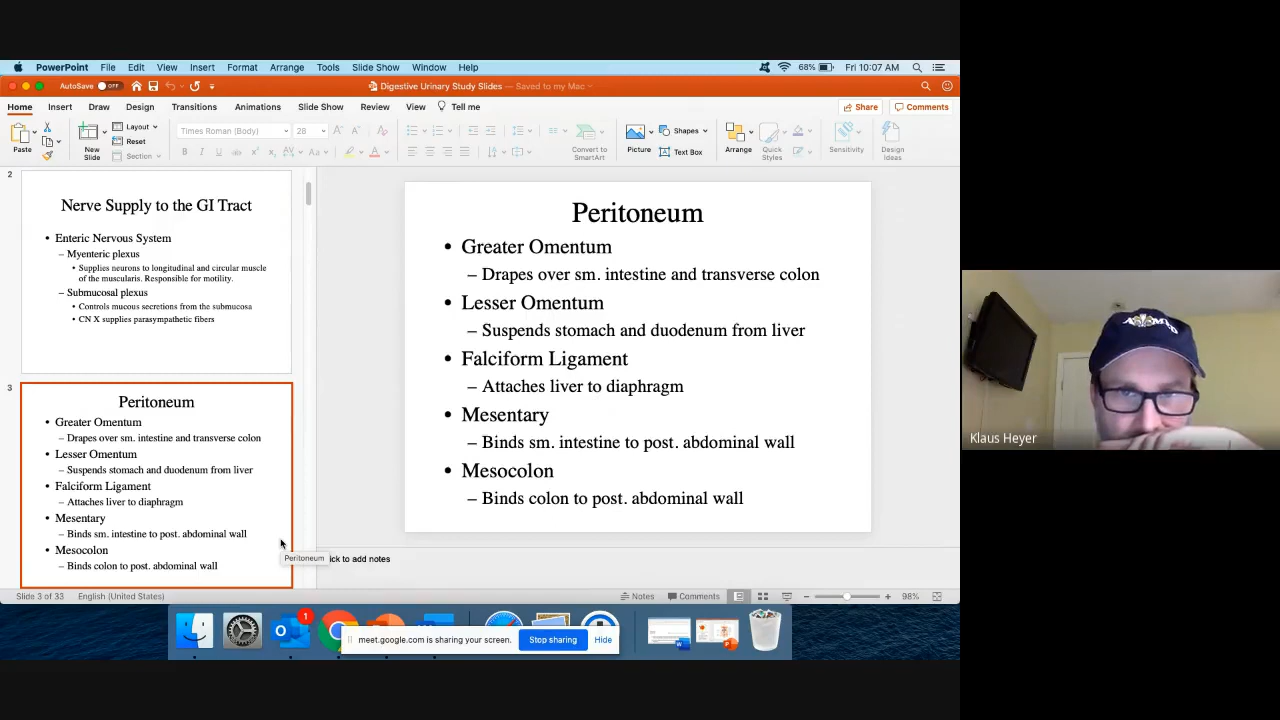 PowerPoint File Edit View Insert Format Arrange Tools Slide Show Window Help 68% Fri 10:07 AM
AutoSave OFF Digestive Urinary Study Slides — Saved to my Mac
Home Insert Draw Design Transitions Animations Slide Show Review View Tell me Share Comments
Paste New Slide Layout Reset Section Times Roman (Body) 28 Convert to SmartArt Picture Shapes Text Box Arrange Quick Styles Sensitivity Design Ideas
2
Nerve Supply to the GI Tract
• Enteric Nervous System
– Myenteric plexus
• Supplies neurons to longitudinal and circular muscle
of the muscularis. Responsible for motility.
– Submucosal plexus
• Controls mucous secretions from the submucosa
• CN X supplies parasympathetic fibers
3
Peritoneum
• Greater Omentum
– Drapes over sm. intestine and transverse colon
• Lesser Omentum
– Suspends stomach and duodenum from liver
• Falciform Ligament
– Attaches liver to diaphragm
• Mesentary
– Binds sm. intestine to post. abdominal wall
• Mesocolon
– Binds colon to post. abdominal wall
Peritoneum
Peritoneum
• Greater Omentum
– Drapes over sm. intestine and transverse colon
• Lesser Omentum
– Suspends stomach and duodenum from liver
• Falciform Ligament
– Attaches liver to diaphragm
• Mesentary
– Binds sm. intestine to post. abdominal wall
• Mesocolon
– Binds colon to post. abdominal wall
ick to add notes
Slide 3 of 33 English (United States) Notes Comments 98%
1
meet.google.com is sharing your screen. Stop sharing Hide
Klaus Heyer